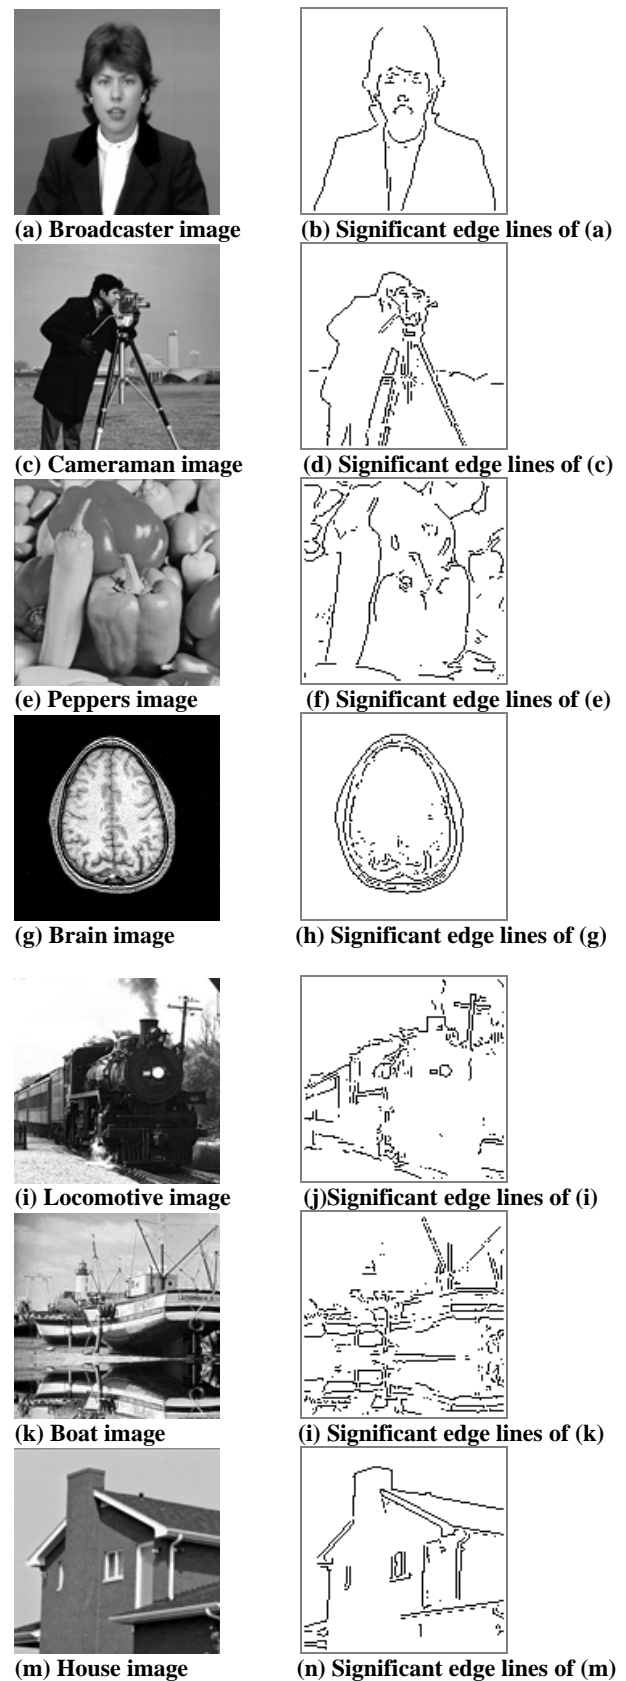 (a) Broadcaster image
(b) Significant edge lines of (a)
(c) Cameraman image
(d) Significant edge lines of (c)
(e) Peppers image
(f) Significant edge lines of (e)
(g) Brain image
(h) Significant edge lines of (g)
(i) Locomotive image
(j)Significant edge lines of (i)
(k) Boat image
(i) Significant edge lines of (k)
(m) House image
(n) Significant edge lines of (m)